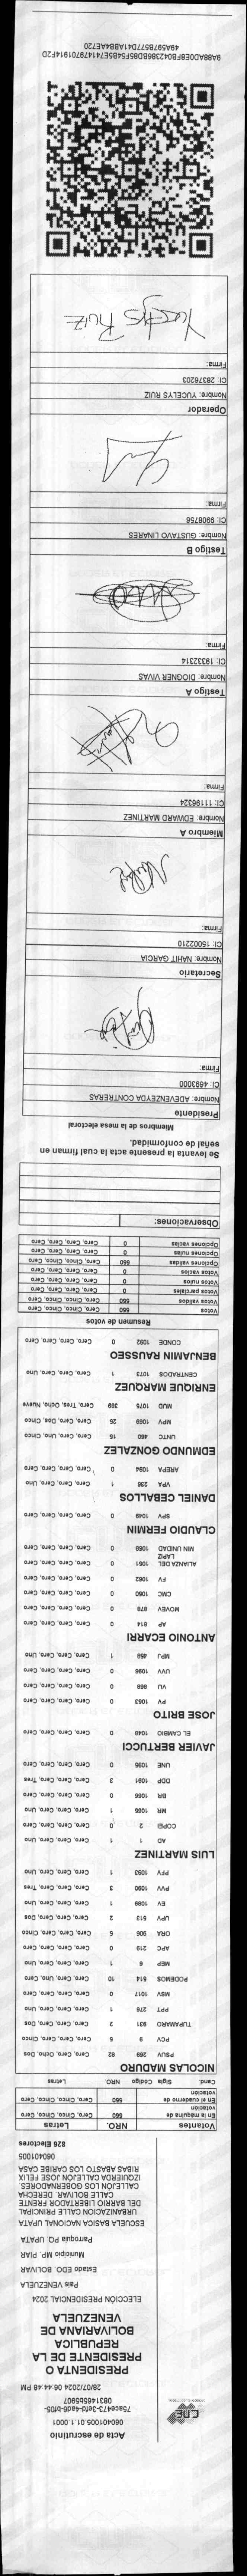 CNE
Acta de escrutinio
060401005.01.1.0001
75ace473-3efd-4ad6-bf05-
0831465b5907
28/07/2024 06:44:48 PM
PRESIDENTA O
PRESIDENTE DE LA
REPUBLICA
BOLIVARIANA DE
VENEZUELA
ELECCIÓN PRESIDENCIAL 2024
Pais VENEZUELA
Estado EDO. BOLIVAR
Municipio MP. PIAR
Parroquia PQ. UPATA
ESCUELA BASICA NACIONAL UPATA
URBANIZACION CALLE PRINCIPAL
DEL BARRIO LIBERTADOR FRENTE
CALLE BOLIVAR. DERECHA
CALLEJÓN LOS GOBERNADORES.
IZQUIERDA CALLEJÓN JOSE FELIX
RIBAS ABASTO LOS CARIBE CASA
060401005
826 Electores
Votantes NRO. Letras
En la máquina de votación 550 Cero, Cinco, Cinco, Cero
En el cuaderno de votación 550 Cero, Cinco, Cinco, Cero
Cand. Sigls Código NRO. Letras
NICOLAS MADURO
PSUV 269 82 Cero, Cero, Ocho, Dos
PCV 9 5 Cero, Cero, Cero, Cinco
TUPAMARO 931 2 Cero, Cero, Cero, Dos
PPT 276 1 Cero, Cero, Cero, Uno
MSV 1017 0 Cero, Cero, Cero, Cero
PODEMOS 514 10 Cero, Cero, Uno, Cero
MEP 6 1 Cero, Cero, Cero, Uno
APC 219 0 Cero, Cero, Cero, Cero
ORA 906 5 Cero, Cero, Cero, Cinco
UPV 513 2 Cero, Cero, Cero, Dos
EV 1089 1 Cero, Cero, Cero, Uno
PVV 1090 3 Cero, Cero, Cero, Tres
PFV 1093 1 Cero, Cero, Cero, Uno
LUIS MARTINEZ
AD 1 1 Cero, Cero, Cero, Uno
COPEI 2 0 Cero, Cero, Cero, Cero
MR 1065 1 Cero, Cero, Cero, Uno
BR 1066 0 Cero, Cero, Cero, Cero
DDP 1091 3 Cero, Cero, Cero, Tres
UNE 1095 0 Cero, Cero, Cero, Cero
JAVIER BERTUCCI
EL CAMBIO 1048 0 Cero, Cero, Cero, Cero
JOSE BRITO
PV 1053 0 Cero, Cero, Cero, Cero
VU 968 0 Cero, Cero, Cero, Cero
UVV 1096 0 Cero, Cero, Cero, Cero
MPJ 459 1 Cero, Cero, Cero, Uno
ANTONIO ECARRI
AP 814 0 Cero, Cero, Cero, Cero
MOVEV 878 0 Cero, Cero, Cero, Cero
CMC 1050 0 Cero, Cero, Cero, Cero
FV 1062 0 Cero, Cero, Cero, Cero
ALIANZA DEL LÁPIZ 1051 0 Cero, Cero, Cero, Cero
MIN UNIDAD 1069 0 Cero, Cero, Cero, Cero
CLAUDIO FERMIN
SPV 1049 0 Cero, Cero, Cero, Cero
DANIEL CEBALLOS
VPA 236 1 Cero, Cero, Cero, Uno
AREPA 1094 0 Cero, Cero, Cero, Cero
EDMUNDO GONZALEZ
UNTC 460 15 Cero, Cero, Uno, Cinco
MPV 1069 25 Cero, Cero, Dos, Cinco
MUD 1075 389 Cero, Tres, Ocho, Nueve
ENRIQUE MARQUEZ
CENTRADOS 1073 1 Cero, Cero, Cero, Uno
BENJAMIN RAUSSEO
CONDE 1092 0 Cero, Cero, Cero, Cero
Resumen de votos
Votos 550 Cero, Cinco, Cinco, Cero
Votos validos 550 Cero, Cinco, Cinco, Cero
Votos parciales 0 Cero, Cero, Cero, Cero
Votos nulos 0 Cero, Cero, Cero, Cero
Votos vacios 0 Cero, Cero, Cero, Cero
Opciones validas 550 Cero, Cinco, Cinco, Cero
Opciones nulas 0 Cero, Cero, Cero, Cero
Opciones vacias 0 Cero, Cero, Cero, Cero
Observaciones:
Se levanta la presente acta la cual firman en
señal de conformidad.
Miembros de la mesa electoral
Presidente
Nombre: ADEVENZEYDA CONTRERAS
CI: 4693000
Firma:
Secretario
Nombre: NAHIT GARCIA
CI: 15002210
Firma:
Miembro A
Nombre: EDWARD MARTINEZ
CI: 11196324
Firma:
Testigo A
Nombre: DIOGNER VIVAS
CI: 19332314
Firma:
Testigo B
Nombre: GUSTAVO LINARES
CI: 9908756
Firma:
Operador
Nombre: YUCELYS RUIZ
CI: 28376203
Firma:
Yucelys Ruiz
9A8BAD0E8FB042386BD85F54B5E741479701914F2D
49A597B577D41ABB4AE720